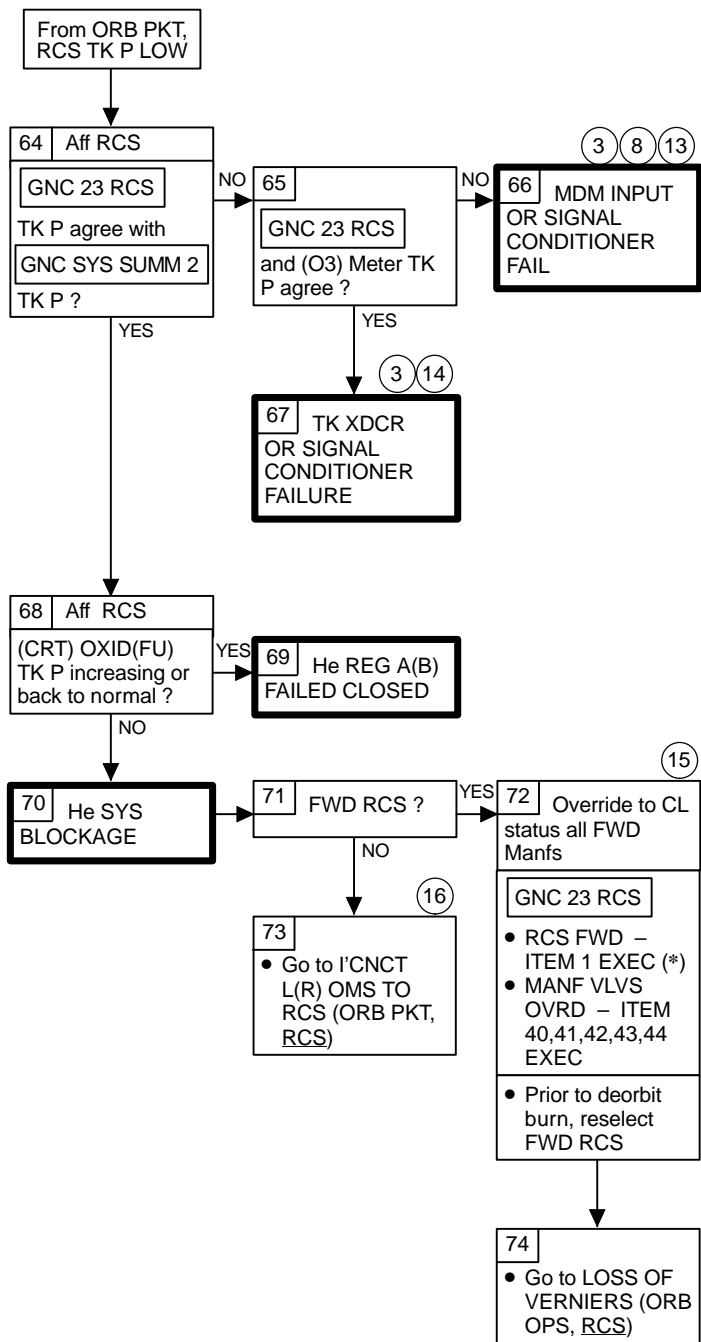 From ORB PKT,
RCS TK P LOW
64 Aff RCS
GNC 23 RCS
TK P agree with
GNC SYS SUMM 2
TK P ?
NO
YES
65
GNC 23 RCS
and (O3) Meter TK
P agree ?
NO
YES
3 8 13
66 MDM INPUT
OR SIGNAL
CONDITIONER
FAIL
3 14
67 TK XDCR
OR SIGNAL
CONDITIONER
FAILURE
68 Aff RCS
(CRT) OXID(FU)
TK P increasing or
back to normal ?
YES
NO
69 He REG A(B)
FAILED CLOSED
70 He SYS
BLOCKAGE
71 FWD RCS ?
YES
NO
15
72 Override to CL
status all FWD
Manfs
GNC 23 RCS
• RCS FWD –
ITEM 1 EXEC (*)
• MANF VLVS
OVRD – ITEM
40,41,42,43,44
EXEC
• Prior to deorbit
burn, reselect
FWD RCS
16
73
• Go to I'CNCT
L(R) OMS TO
RCS (ORB PKT,
RCS)
74
• Go to LOSS OF
VERNIERS (ORB
OPS, RCS)